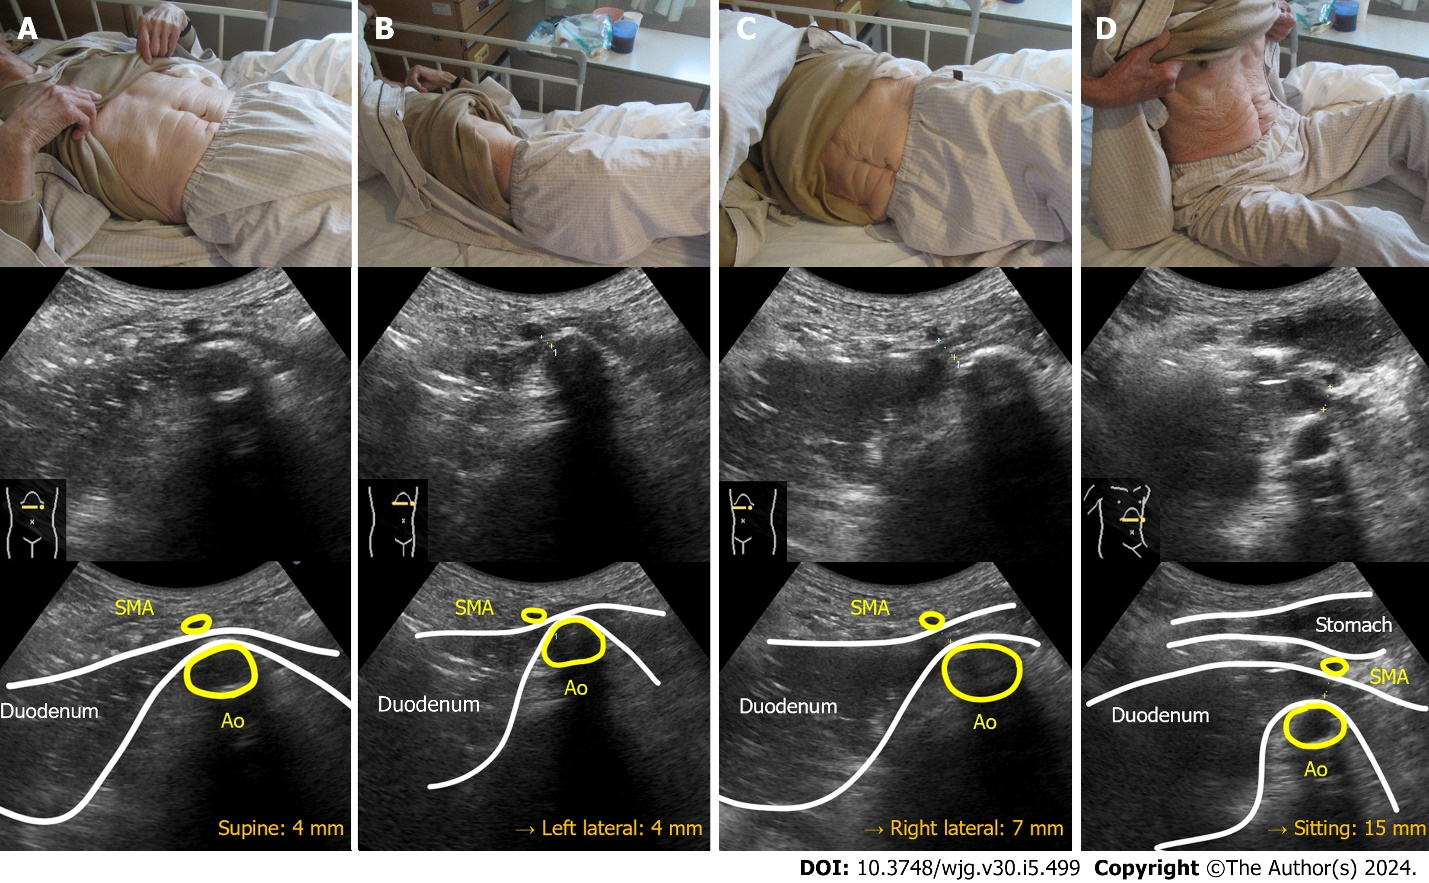 A
B
C
D
1
1
SMA
Duodenum
Ao
Supine: 4 mm
SMA
Duodenum
Ao
→ Left lateral: 4 mm
SMA
Duodenum
Ao
→ Right lateral: 7 mm
Stomach
SMA
Duodenum
Ao
→ Sitting: 15 mm
DOI: 10.3748/wjg.v30.i5.499 Copyright ©The Author(s) 2024.